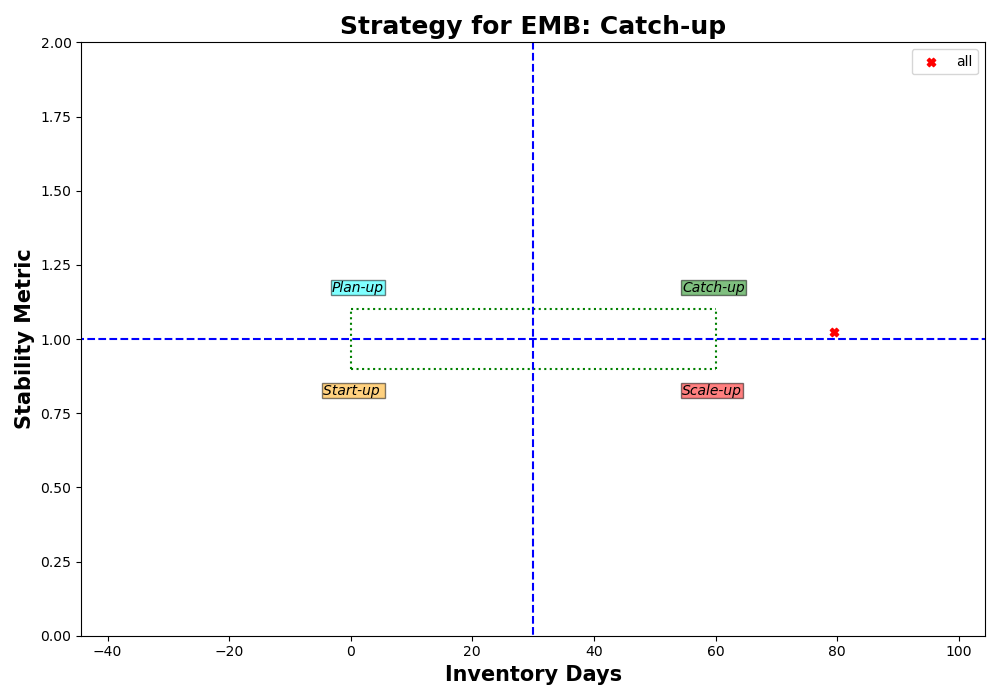 Strategy for EMB: Catch-up
all
2.00
1.75
1.50
1.25
1.00
0.75
0.50
0.25
0.00
Stability Metric
Plan-up
Catch-up
Start-up
Scale-up
−40
−20
0
20
40
60
80
100
Inventory Days